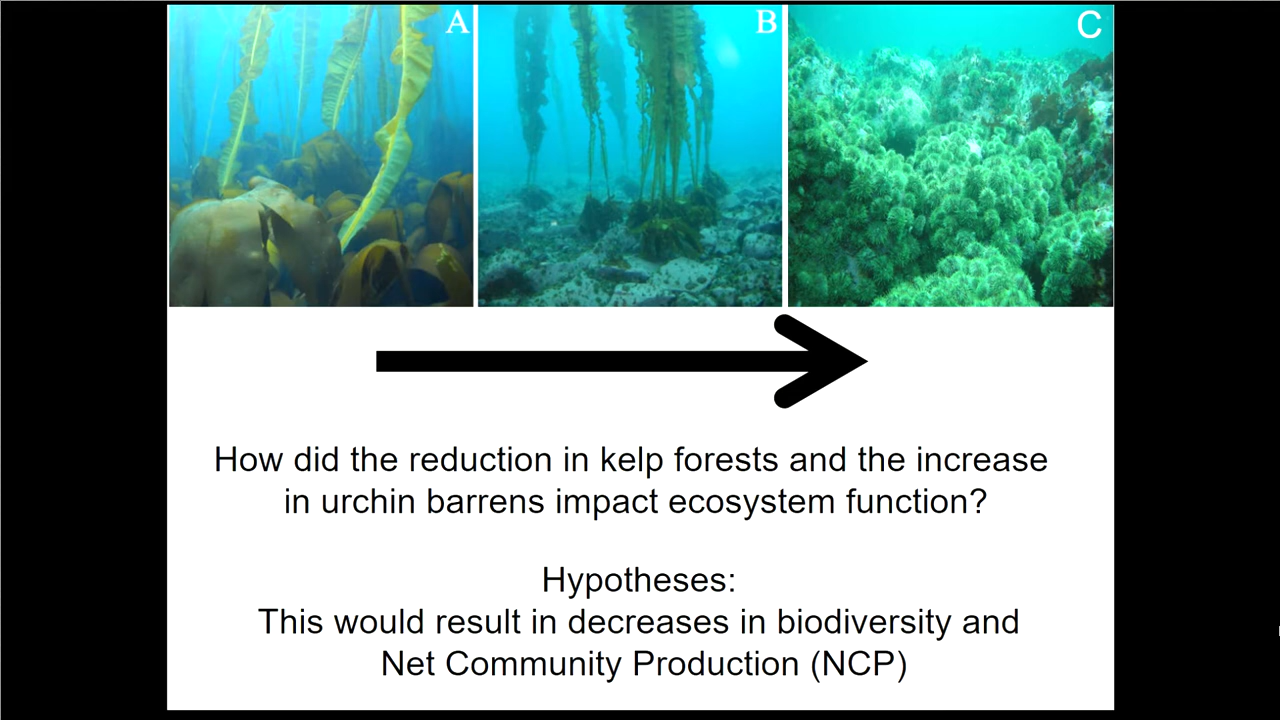 A
B
C
How did the reduction in kelp forests and the increase
in urchin barrens impact ecosystem function?
Hypotheses:
This would result in decreases in biodiversity and
Net Community Production (NCP)